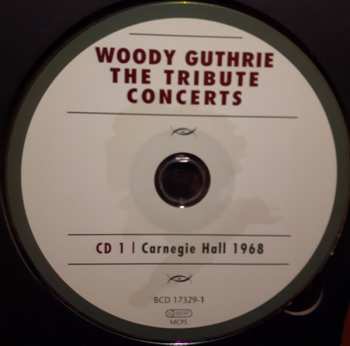 WOODY GUTHRIE
THE TRIBUTE
CONCERTS
CD 1 | Carnegie Hall 1968
BCD 17329-1
MCPS